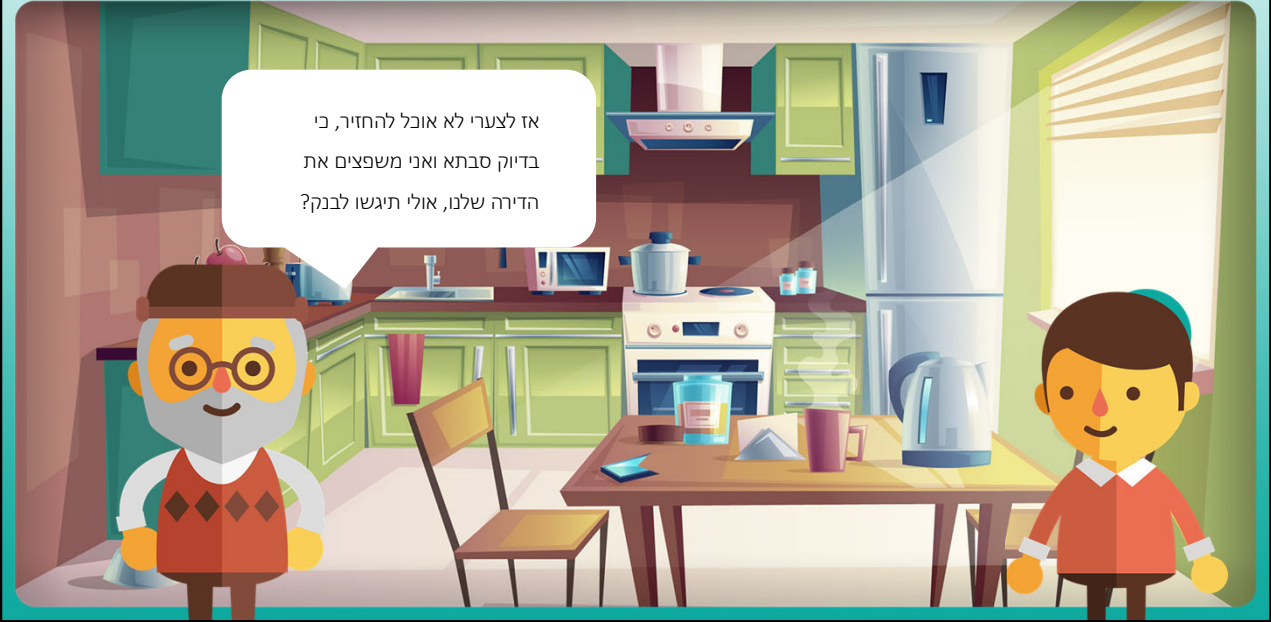 אז לצערי לא אוכל להחזיר, כי
בדיוק סבתא ואני משפצים את
הדירה שלנו, אולי תיגשו לבנק?